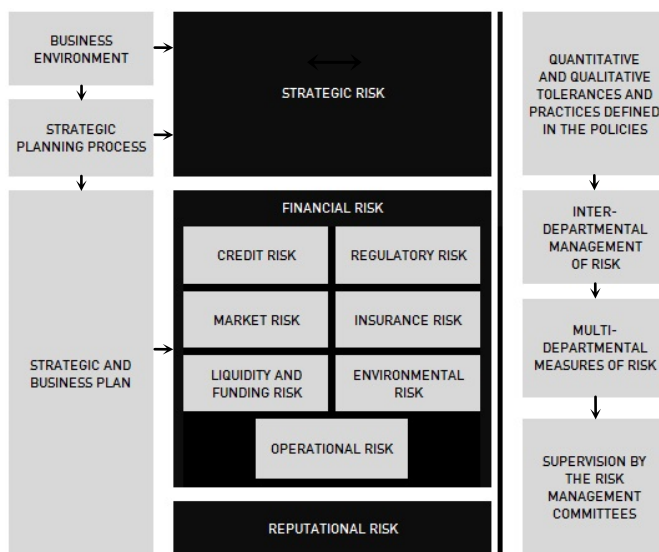 BUSINESS
ENVIRONMENT
STRATEGIC
PLANNING PROCESS
STRATEGIC AND
BUSINESS PLAN
STRATEGIC RISK
FINANCIAL RISK
CREDIT RISK
REGULATORY RISK
MARKET RISK
INSURANCE RISK
LIQUIDITY AND
FUNDING RISK
ENVIRONMENTAL
RISK
OPERATIONAL RISK
REPUTATIONAL RISK
QUANTITATIVE
AND QUALITATIVE
TOLERANCES AND
PRACTICES DEFINED
IN THE POLICIES
INTER-
DEPARTMENTAL
MANAGEMENT
OF RISK
MULTI-
DEPARTMENTAL
MEASURES OF RISK
SUPERVISION BY
THE RISK
MANAGEMENT
COMMITTEES